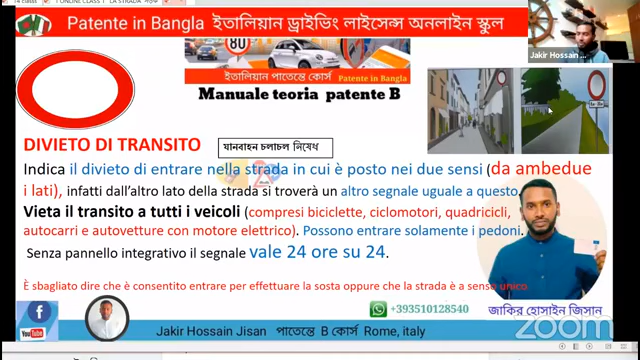 Patente in Bangla ইতালিয়ান ড্রাইভিং লাইসেন্স অনলাইন স্কুল
Jakir Hossain ...
80
ইতালিয়ান পাতেন্তে কোর্স Patente in Bangla
Manuale teoria patente B
DIVIETO DI TRANSITO
যানবাহন চলাচল নিষেধ
Indica il divieto di entrare nella strada in cui è posto nei due sensi (da ambedue
i lati), infatti dall'altro lato della strada si troverà un altro segnale uguale a questo.
Vieta il transito a tutti i veicoli (compresi biciclette, ciclomotori, quadricicli,
autocarri e autovetture con motore elettrico). Possono entrare solamente i pedoni.
Senza pannello integrativo il segnale vale 24 ore su 24.
È sbagliato dire che è consentito entrare per effettuare la sosta oppure che la strada è a senso unico
জাকির হোসাইন জিসান
+393510128540
zoom
You Tube
Jakir Hossain Jisan পাতেন্তে B কোর্স Rome, italy